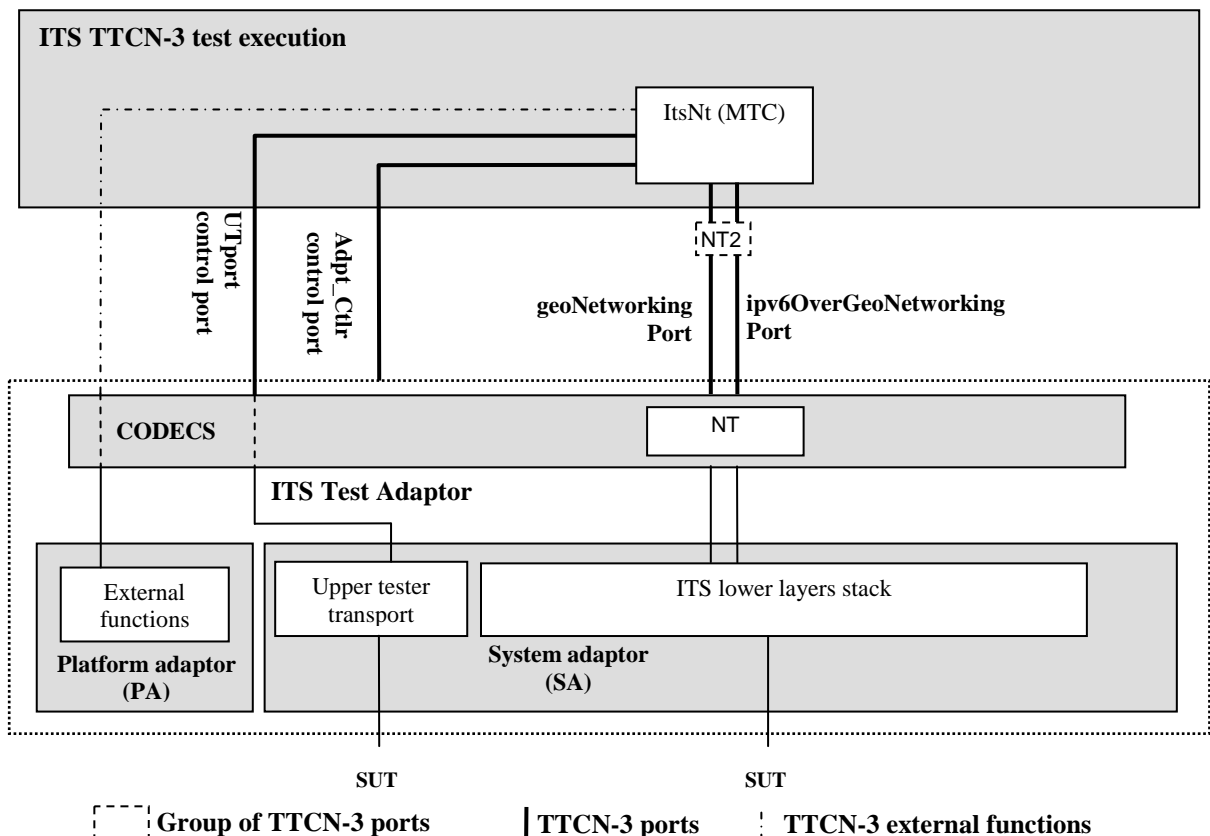 ITS TTCN-3 test execution
ItsNt (MTC)
UTport
control port
Adpt_Ctlr
control port
NT2
geoNetworking
Port
ipv6OverGeoNetworking
Port
CODECS
NT
ITS Test Adaptor
External
functions
Upper tester
transport
ITS lower layers stack
Platform adaptor
(PA)
System adaptor
(SA)
SUT
SUT
Group of TTCN-3 ports
TTCN-3 ports
TTCN-3 external functions